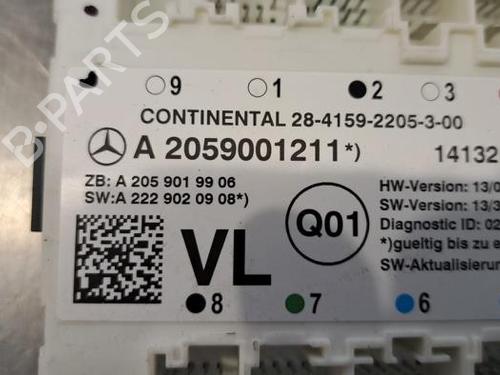 9 1 2 3
CONTINENTAL 28-4159-2205-3-00
A 2059001211*) 14132
ZB: A 205 901 99 06
SW:A 222 902 09 08*)
HW-Version: 13/0
SW-Version: 13/3
Diagnostic ID: 02
*)gueltig bis zu e
SW-Aktualisierun
VL
Q01
8 7 6
B-PARTS